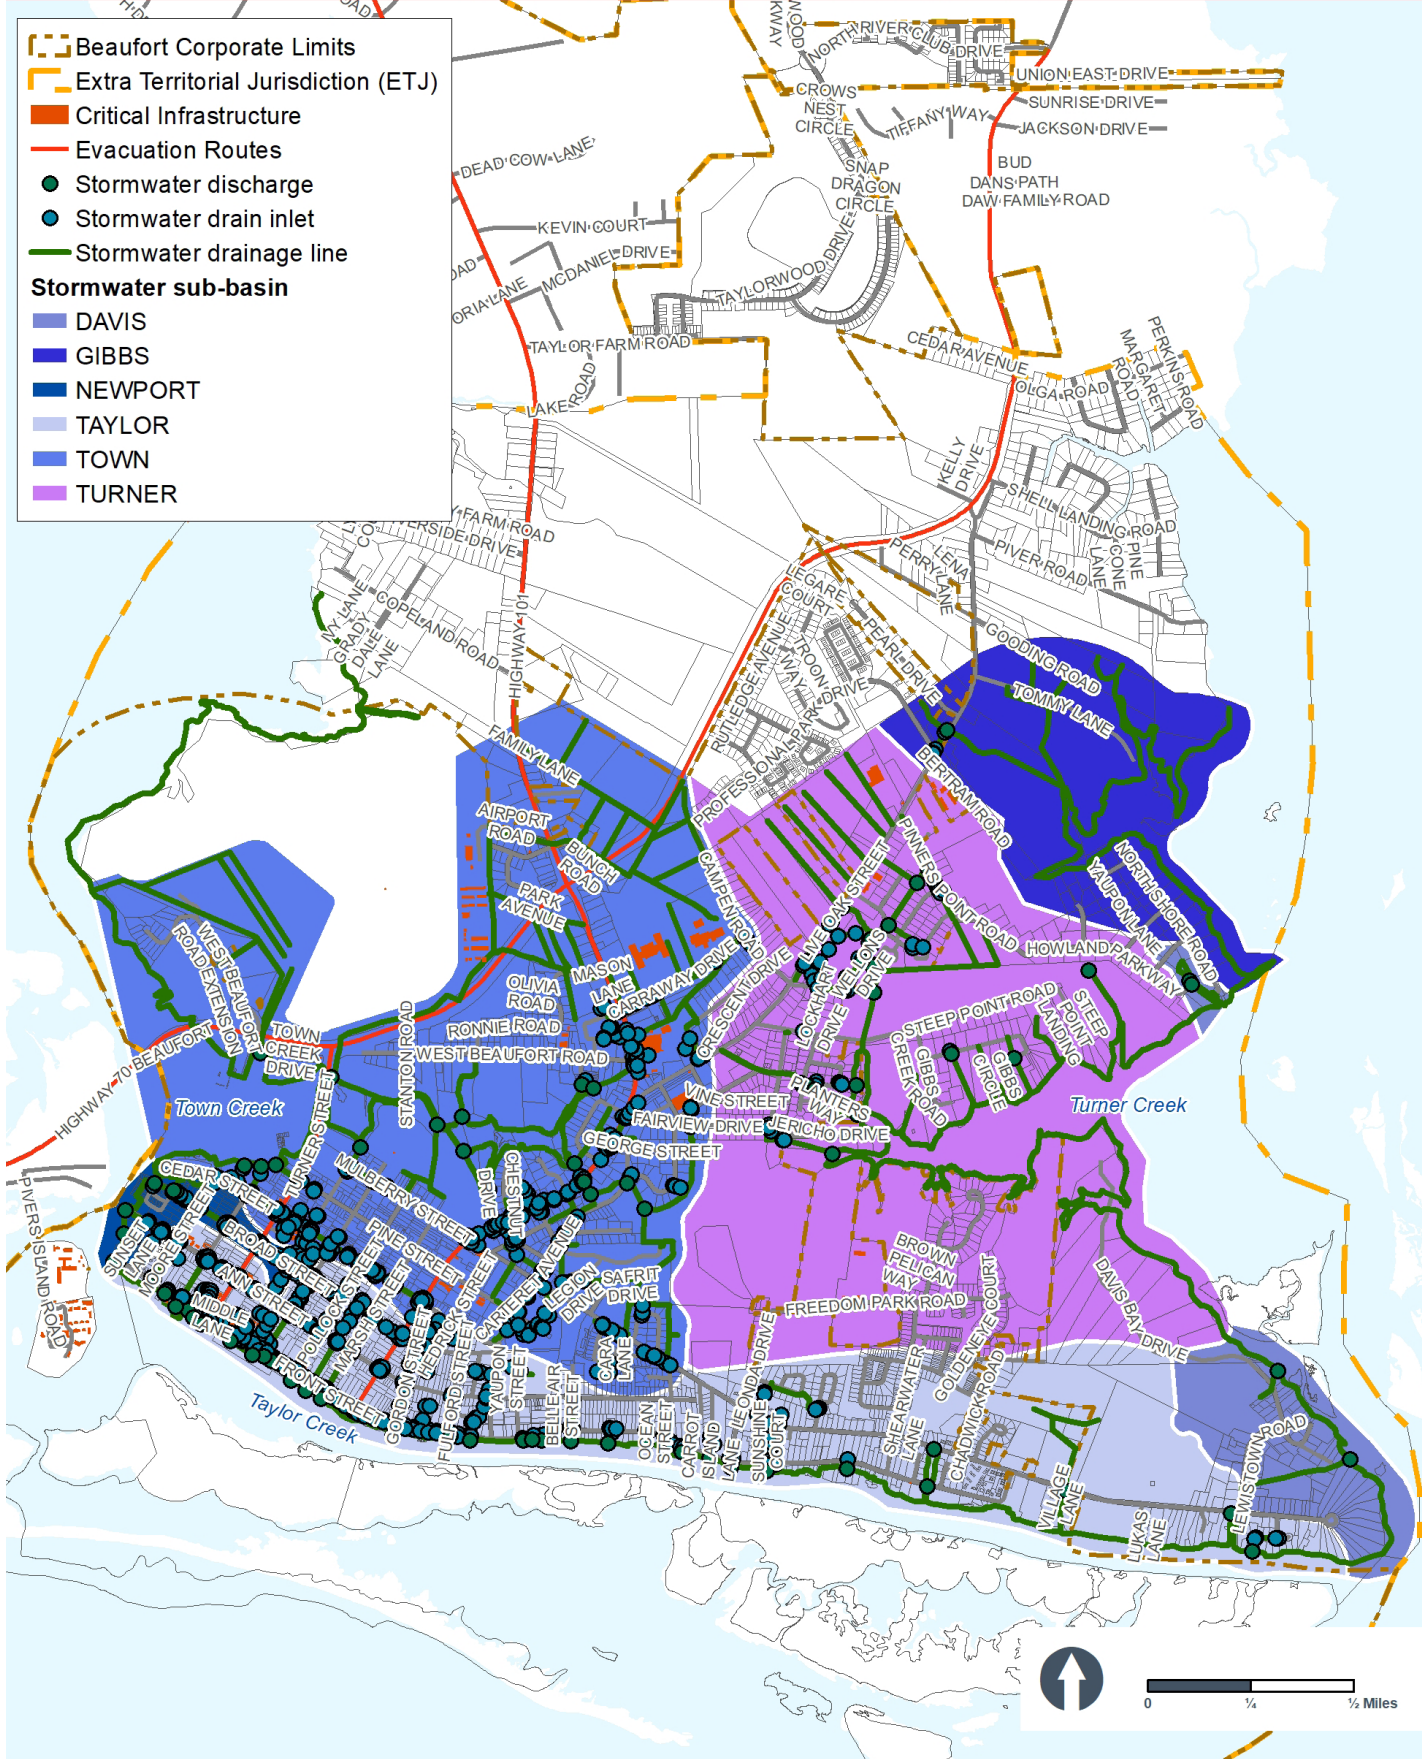 Beaufort Corporate Limits
Extra Territorial Jurisdiction (ETJ)
Critical Infrastructure
Evacuation Routes
Stormwater discharge
Stormwater drain inlet
Stormwater drainage line
Stormwater sub-basin
DAVIS
GIBBS
NEWPORT
TAYLOR
TOWN
TURNER
NORTH RIVER CLUB DRIVE
UNION EAST DRIVE
SUNRISE DRIVE
JACKSON DRIVE
CROWS
NEST
CIRCLE
TIFFANY WAY
BUD
DANS PATH
DAW FAMILY ROAD
SNAP
DRAGON
CIRCLE
DEAD COW LANE
KEVIN COURT
MCDANIEL DRIVE
TAYLORWOOD DRIVE
TAYLOR FARM ROAD
LAKE ROAD
CEDAR AVENUE
OLGA ROAD
MARGARET
ROAD
PERKINS ROAD
KELLY
DRIVE
SHELL LANDING ROAD
PIVER ROAD
PINE
CONE
LANE
LENA
PERRY LANE
LEGARE
COURT
PEARL DRIVE
TROON
WAY
RUTLEDGE AVENUE
PROFESSIONAL PARK DRIVE
GOODING ROAD
TOMMY LANE
BERTRAM ROAD
COPELAND ROAD
IVY LANE
GRADY
DALE
LANE
HIGHWAY 101
FAMILY LANE
AIRPORT
ROAD
BUNCH
ROAD
PARK
AVENUE
CAMPEN ROAD
LIVE OAK STREET
PINNERS POINT ROAD
NORTH SHORE ROAD
YAUPON LANE
HOWLAND PARKWAY
WEST BEAUFORT
ROAD EXTENSION
MASON
LANE
CARRAWAY DRIVE
OLIVIA
ROAD
RONNIE ROAD
WEST BEAUFORT ROAD
STANTON ROAD
TOWN
CREEK
DRIVE
TURNER STREET
HIGHWAY 70 BEAUFORT
CRESCENT DRIVE
LOCKHART
DRIVE
MELLONS
DRIVE
STEEP POINT ROAD
STEEP
POINT
LANDING
GIBBS
CREEK ROAD
GIBBS
CIRCLE
VINE STREET
PLANTERS
WAY
FAIRVIEW DRIVE
JERICHO DRIVE
GEORGE STREET
Town Creek
Turner Creek
CEDAR STREET
MULBERRY STREET
CHESTNUT
DRIVE
PINE STREET
BROAD STREET
ANN STREET
MOORE STREET
SUNSET
LANE
MIDDLE
LANE
FRONT STREET
POLLOCK STREET
MARSH STREET
GORDON STREET
HEDRICK STREET
FULFORD STREET
CARTERET AVENUE
LEGION
DRIVE
SAFRIT
DRIVE
CARA
LANE
YAUPON
STREET
BELLE AIR
STREET
OCEAN
STREET
CARROT
ISLAND
LANE
LEONDA DRIVE
SUNSHINE
COURT
FREEDOM PARK ROAD
BROWN
PELICAN
WAY
GOLDENEYE COURT
SHEARWATER
LANE
CHADWICK ROAD
DAVIS BAY DRIVE
VILLAGE
LANE
LUKAS
LANE
LEWISTOWN ROAD
PIVERS ISLAND ROAD
Taylor Creek
0
¼
½ Miles